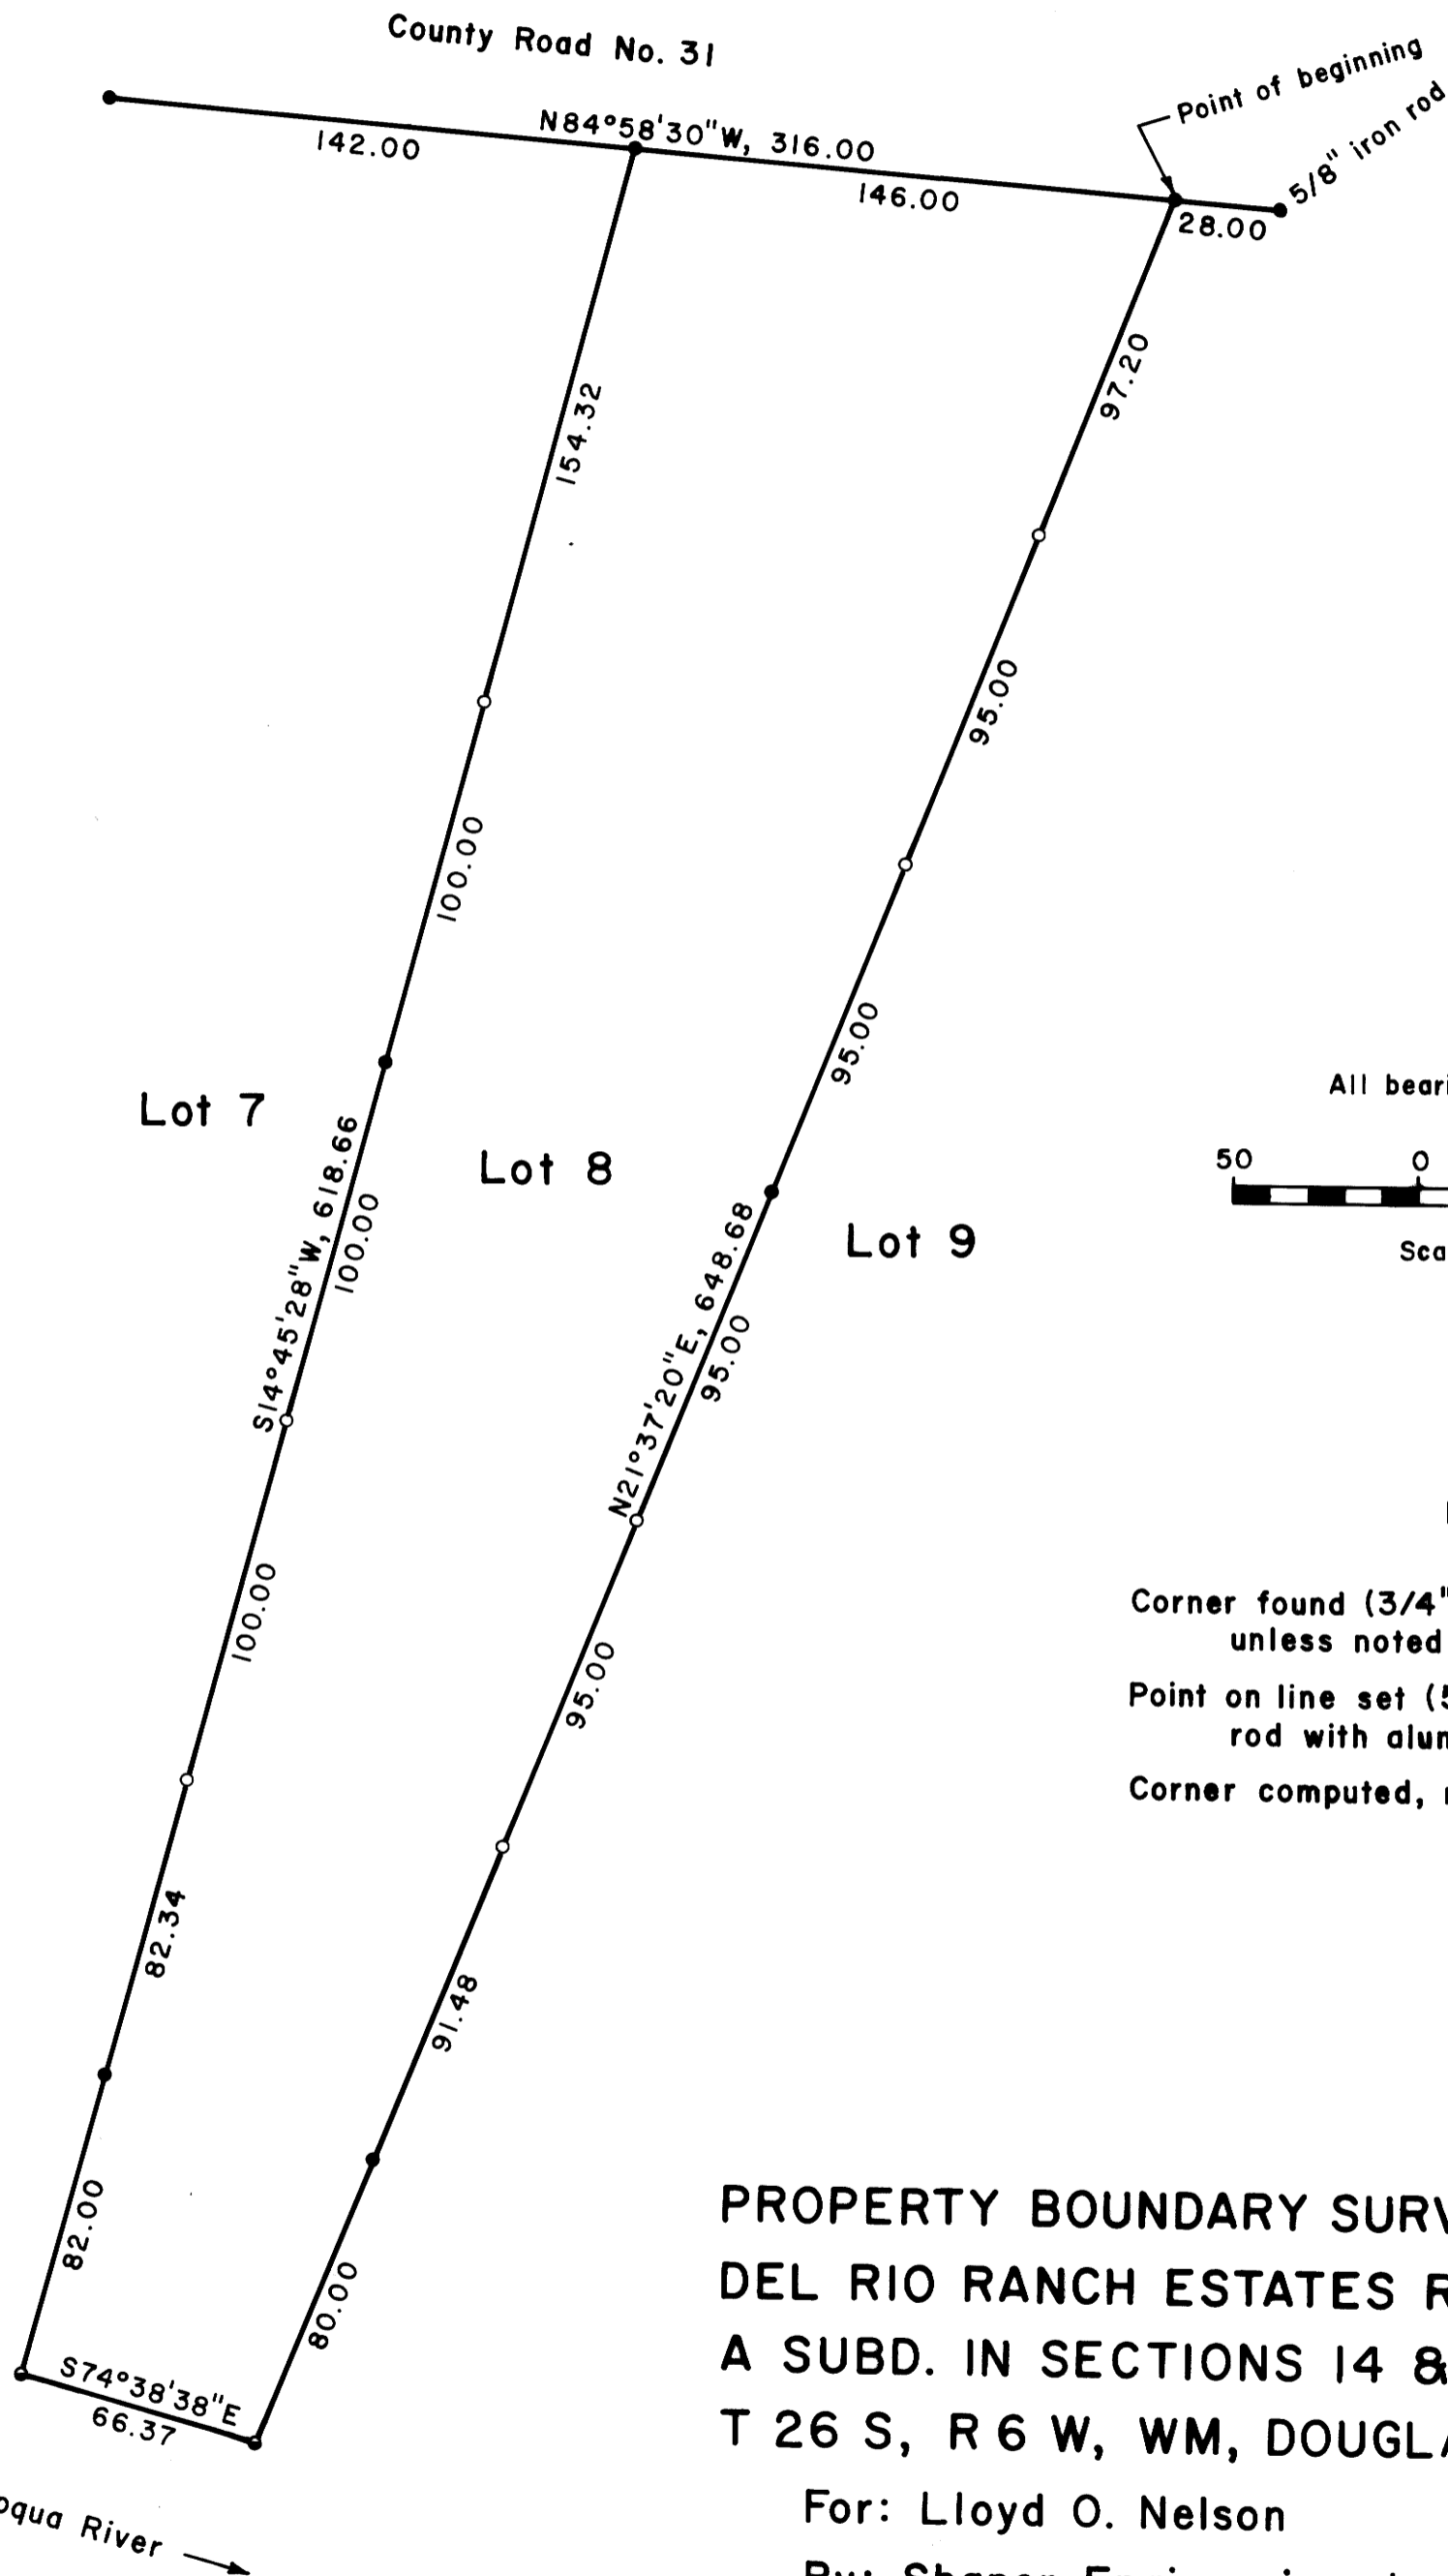 County Road No. 31
Point of beginning
5/8" iron rod
N84°58'30"W, 316.00
142.00
146.00
28.00
97.20
154.32
95.00
100.00
95.00
All
50 0
Lot 7
Lot 8
Lot 9
S14°45'28"W, 618.66
100.00
N21°37'20"E, 648.68
95.00
100.00
95.00
Corner found (3/4"
unless noted
Point on line set (
rod with
Corner computed,
82.34
91.48
82.00
80.00
S74°38'38"E
66.37
River
PROPERTY BOUNDARY
DEL RIO RANCH ESTATES
A SUBD. IN SECTIONS 14 &
T 26 S, R 6 W, WM,
For: Lloyd O. Nelson